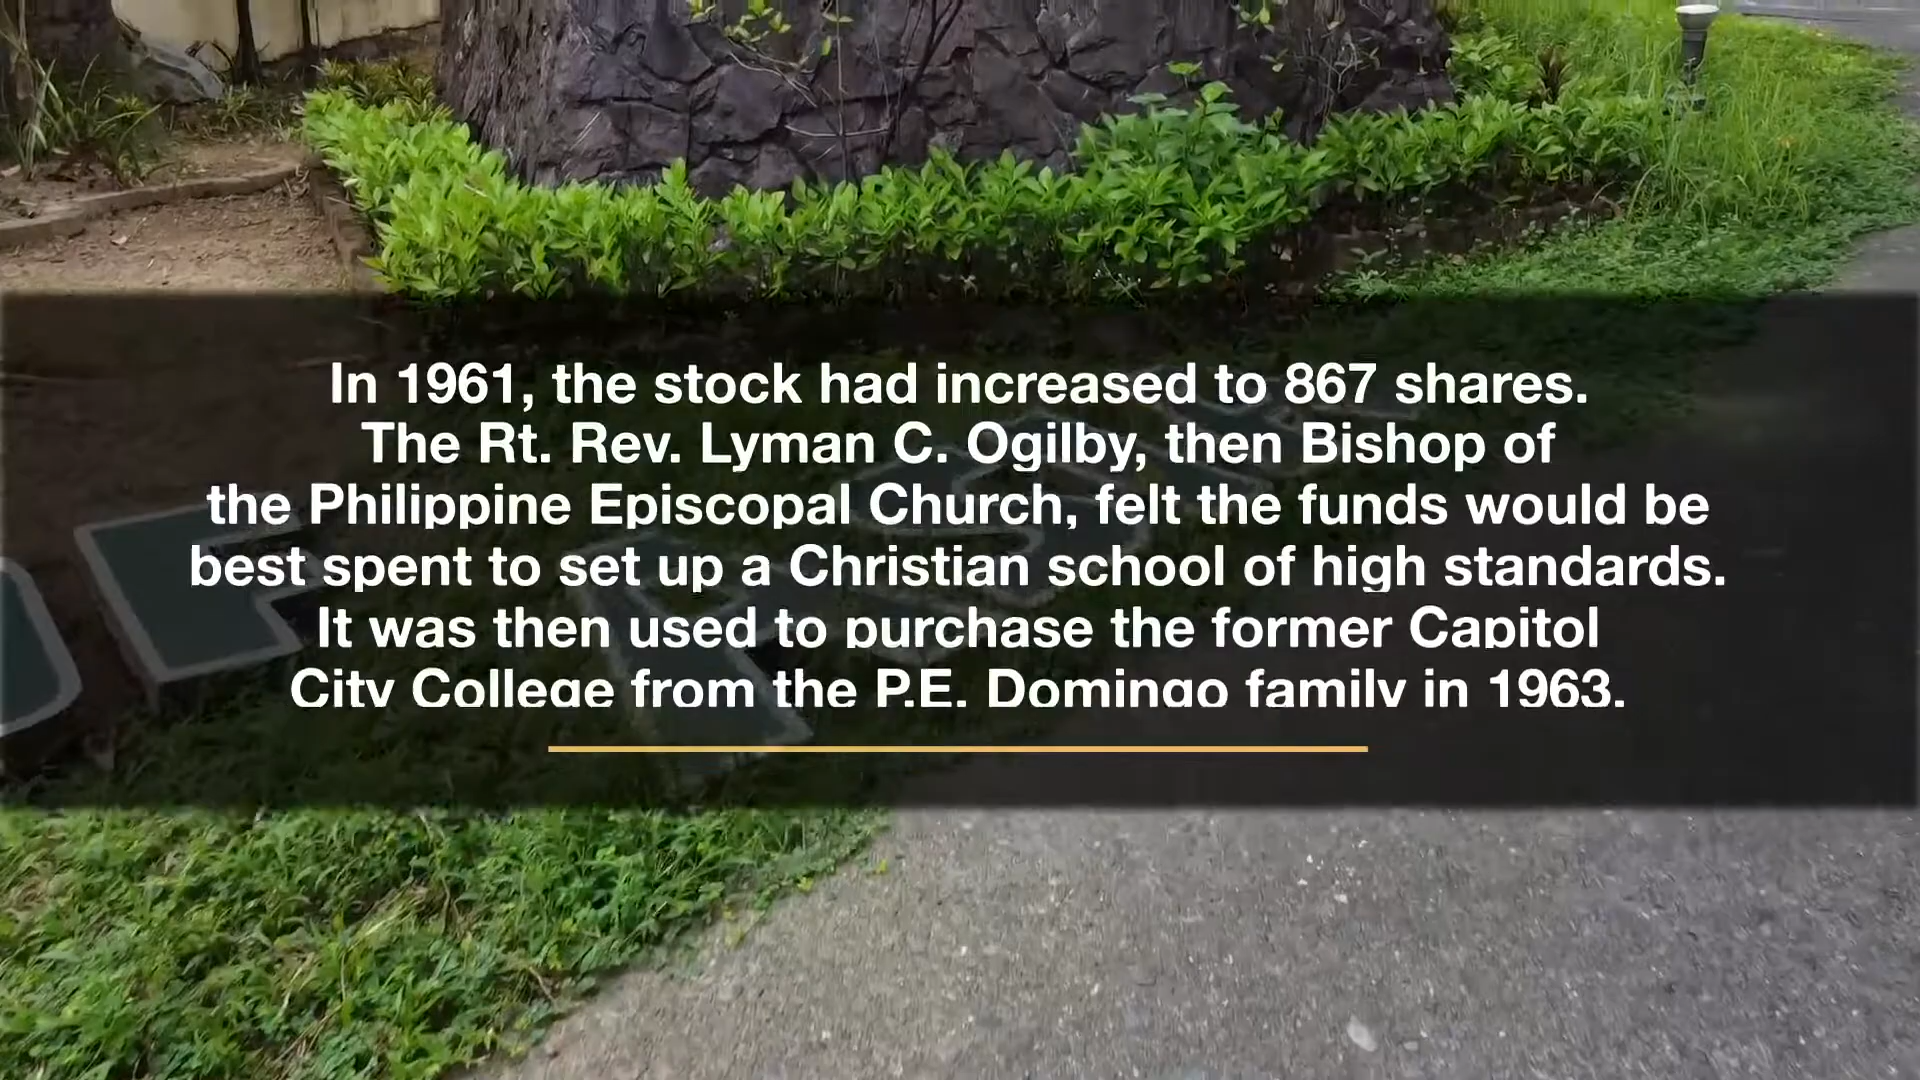 In 1961, the stock had increased to 867 shares.
The Rt. Rev. Lyman C. Ogilby, then Bishop of
the Philippine Episcopal Church, felt the funds would be
best spent to set up a Christian school of high standards.
It was then used to purchase the former Capitol
City College from the P.E. Domingo family in 1963.